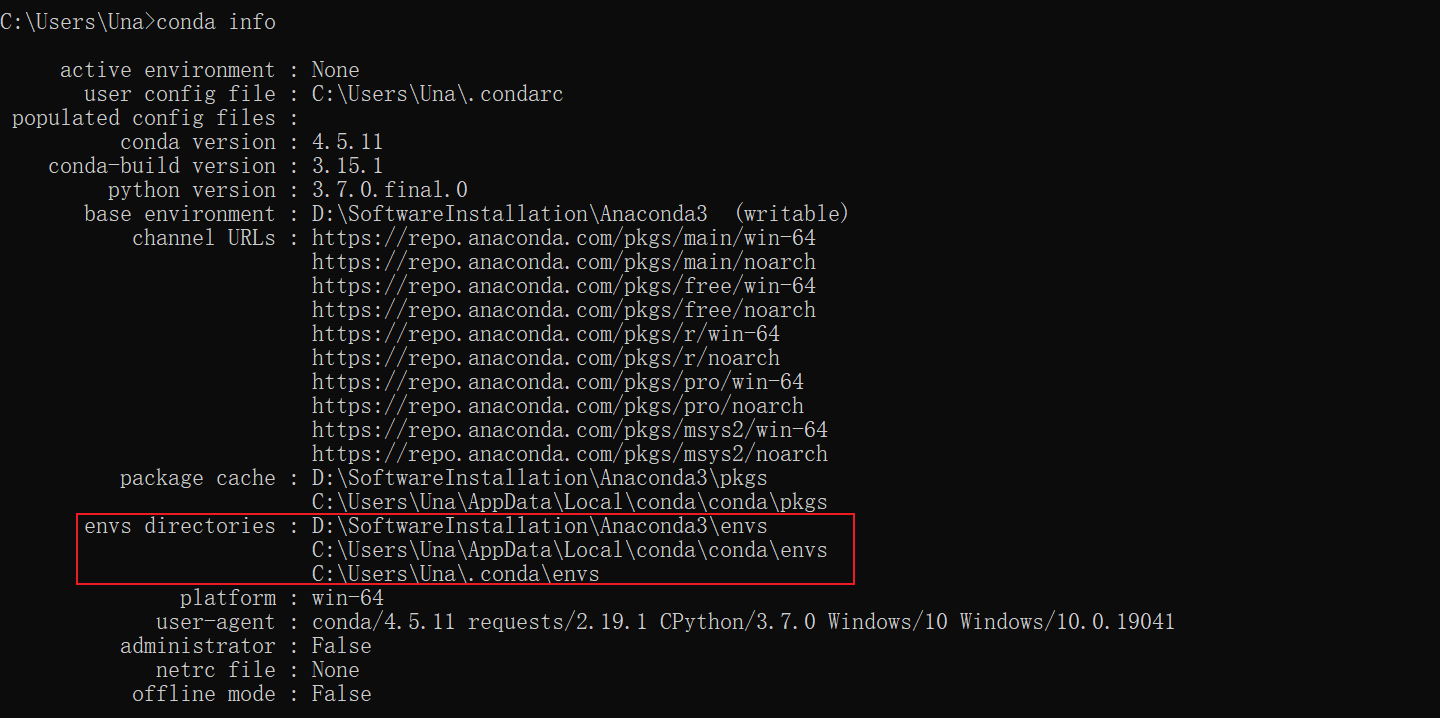 C:\Users\Una>conda info
active environment : None
user config file : C:\Users\Una\.condarc
populated config files :
conda version : 4.5.11
conda-build version : 3.15.1
python version : 3.7.0.final.0
base environment : D:\SoftwareInstallation\Anaconda3  (writable)
channel URLs : https://repo.anaconda.com/pkgs/main/win-64
https://repo.anaconda.com/pkgs/main/noarch
https://repo.anaconda.com/pkgs/free/win-64
https://repo.anaconda.com/pkgs/free/noarch
https://repo.anaconda.com/pkgs/r/win-64
https://repo.anaconda.com/pkgs/r/noarch
https://repo.anaconda.com/pkgs/pro/win-64
https://repo.anaconda.com/pkgs/pro/noarch
https://repo.anaconda.com/pkgs/msys2/win-64
https://repo.anaconda.com/pkgs/msys2/noarch
package cache : D:\SoftwareInstallation\Anaconda3\pkgs
C:\Users\Una\AppData\Local\conda\conda\pkgs
envs directories : D:\SoftwareInstallation\Anaconda3\envs
C:\Users\Una\AppData\Local\conda\conda\envs
C:\Users\Una\.conda\envs
platform : win-64
user-agent : conda/4.5.11 requests/2.19.1 CPython/3.7.0 Windows/10 Windows/10.0.19041
administrator : False
netrc file : None
offline mode : False